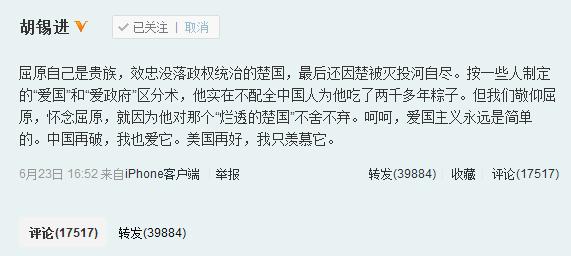 胡锡进
已关注 | 取消
屈原自己是贵族，效忠没落政权统治的楚国，最后还因楚被灭投河自尽。按一些人制定
的“爱国”和“爱政府”区分术，他实在不配全中国人为他吃了两千多年粽子。但我们敬仰屈
原，怀念屈原，就因为他对那个“烂透的楚国”不舍不弃。呵呵，爱国主义永远是简单
的。中国再破，我也爱它。美国再好，我只羡慕它。
6月23日 16:52 来自iPhone客户端 | 举报 转发(39884) | 收藏 | 评论(17517)
评论(17517) 转发(39884)